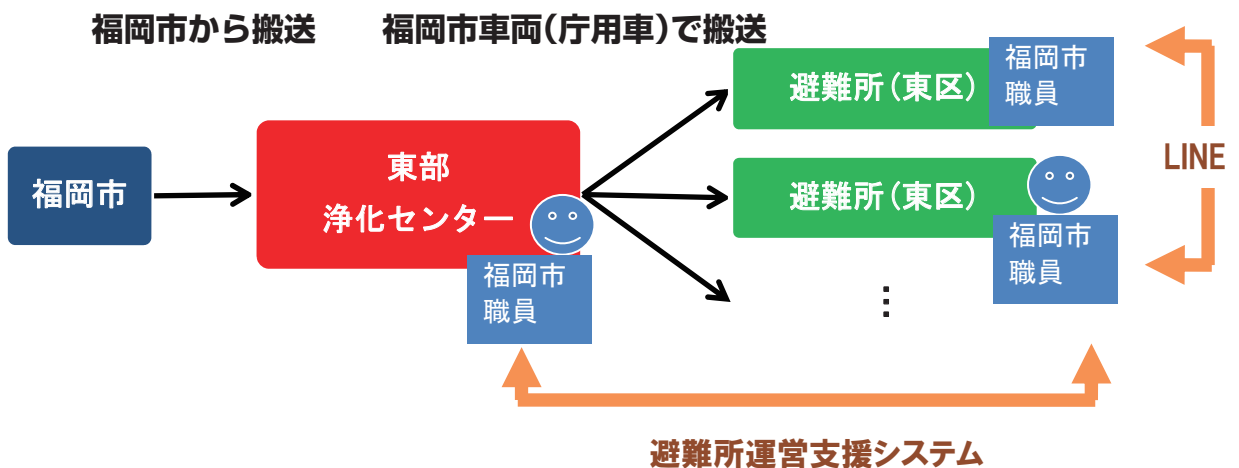 福岡市から搬送
福岡市車両(庁用車)で搬送
福岡市
東部
浄化センター
福岡市
職員
避難所(東区)
福岡市
職員
避難所(東区)
福岡市
職員
⋮
LINE
避難所運営支援システム